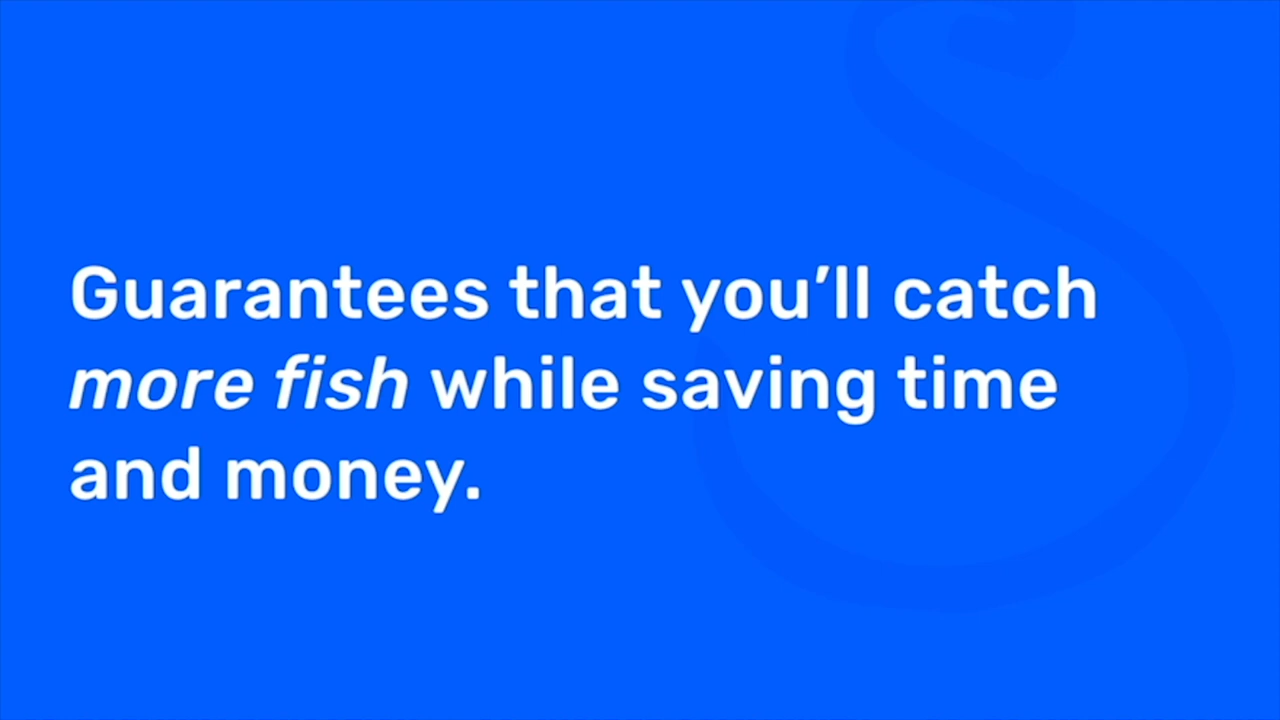 Guarantees that you’ll catch
more fish while saving time
and money.